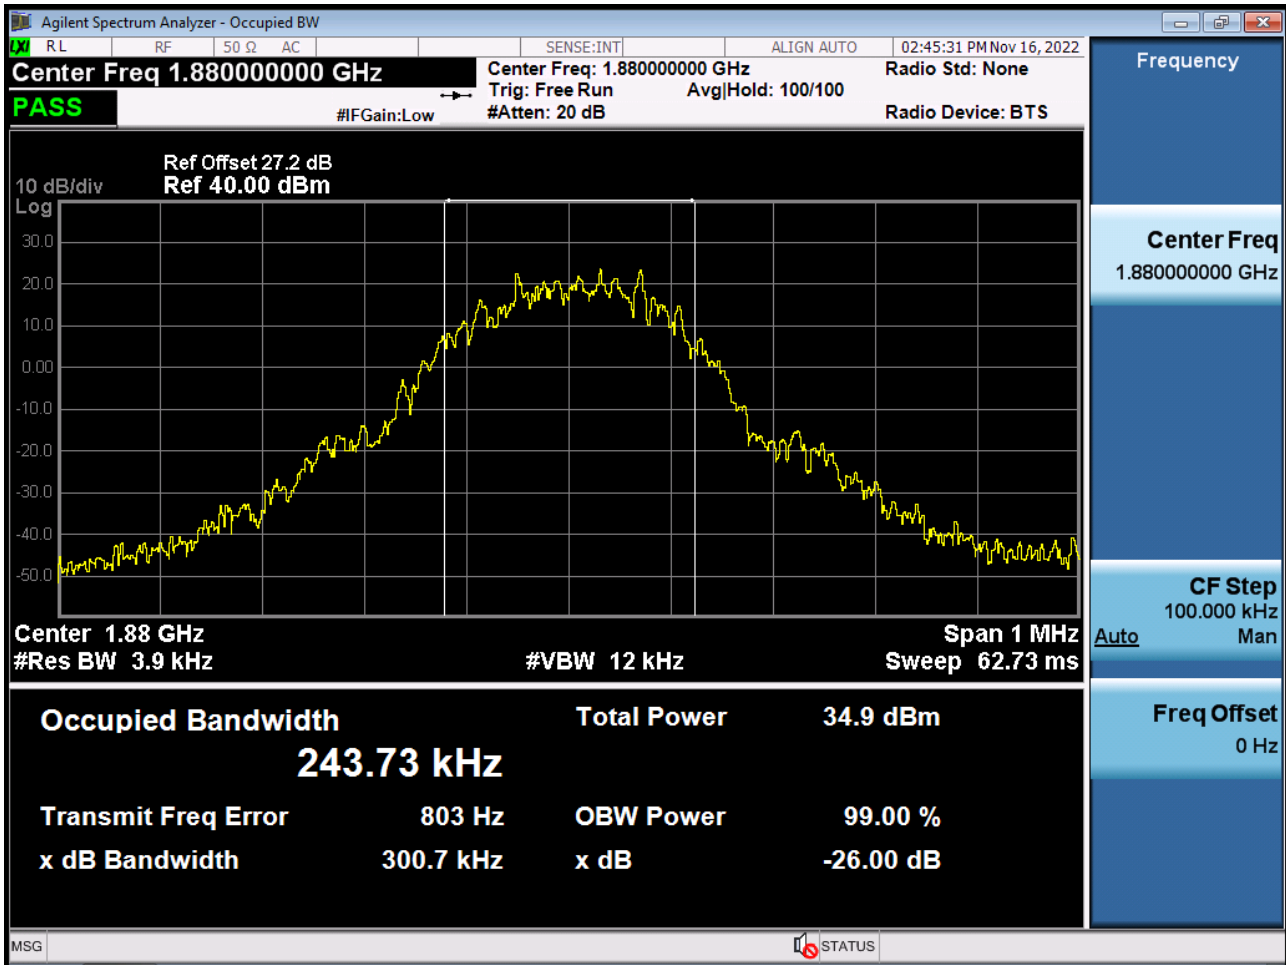 Agilent Spectrum Analyzer - Occupied BW
LXI RL RF 50 Ω AC SENSE:INT ALIGN AUTO 02:45:31 PM Nov 16, 2022
Center Freq 1.880000000 GHz
Center Freq: 1.880000000 GHz Radio Std: None
Trig: Free Run Avg|Hold: 100/100
PASS
#IFGain:Low #Atten: 20 dB Radio Device: BTS
Ref Offset 27.2 dB
10 dB/div Ref 40.00 dBm
Log
30.0
20.0
10.0
0.00
-10.0
-20.0
-30.0
-40.0
-50.0
Center 1.88 GHz Span 1 MHz
#Res BW 3.9 kHz #VBW 12 kHz Sweep 62.73 ms
Occupied Bandwidth Total Power 34.9 dBm
243.73 kHz
Transmit Freq Error 803 Hz OBW Power 99.00 %
x dB Bandwidth 300.7 kHz x dB -26.00 dB
MSG STATUS
Frequency
Center Freq
1.880000000 GHz
CF Step
100.000 kHz
Auto Man
Freq Offset
0 Hz